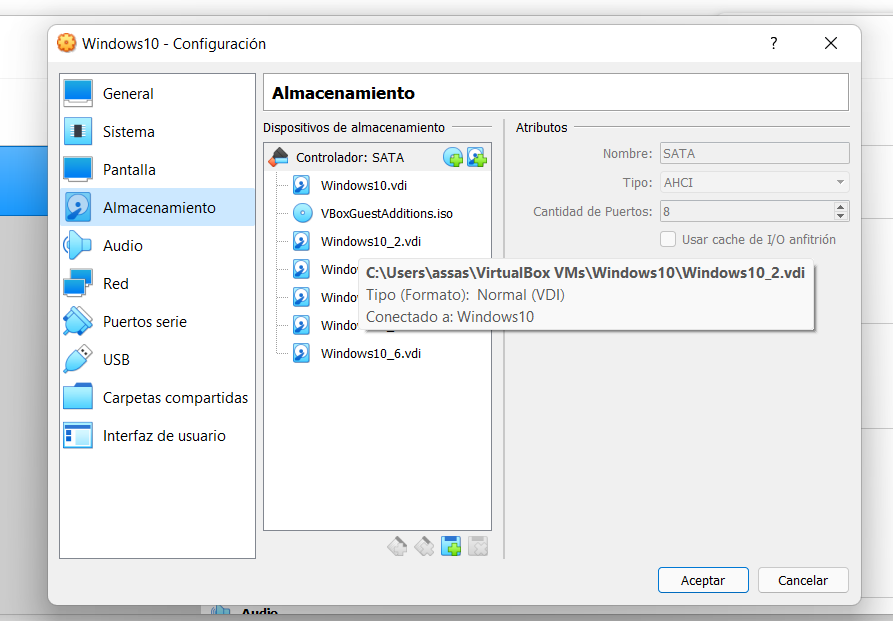 Windows10 - Configuración
?
General
Sistema
Pantalla
Almacenamiento
Audio
Red
Puertos serie
USB
Carpetas compartidas
Interfaz de usuario
Almacenamiento
Dispositivos de almacenamiento
Controlador: SATA
Windows10.vdi
VBoxGuestAdditions.iso
Windows10_2.vdi
Windows10_6.vdi
C:\Users\assas\VirtualBox VMs\Windows10\Windows10_2.vdi
Tipo (Formato): Normal (VDI)
Conectado a: Windows10
Atributos
Nombre: SATA
Tipo: AHCI
Cantidad de Puertos: 8
Usar cache de I/O anfitrión
Aceptar
Cancelar
Audio